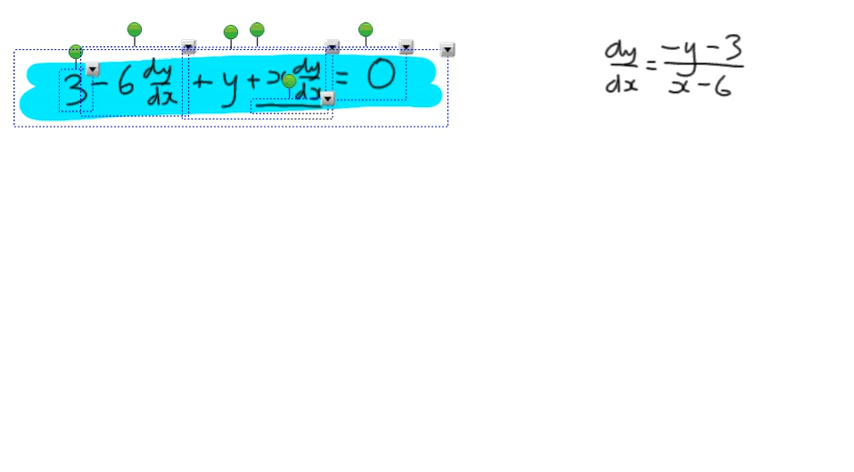 3 - 6 dy/dx + y + x dy/dx = 0
dy/dx = (-y - 3)/(x - 6)